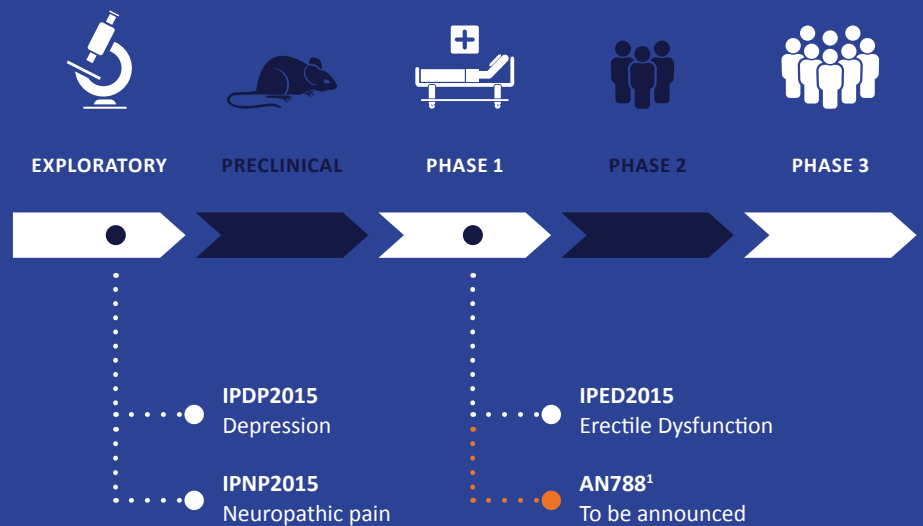 EXPLORATORY
PRECLINICAL
PHASE 1
PHASE 2
PHASE 3
IPDP2015
Depression
IPNP2015
Neuropathic pain
IPED2015
Erectile Dysfunction
AN788¹
To be announced